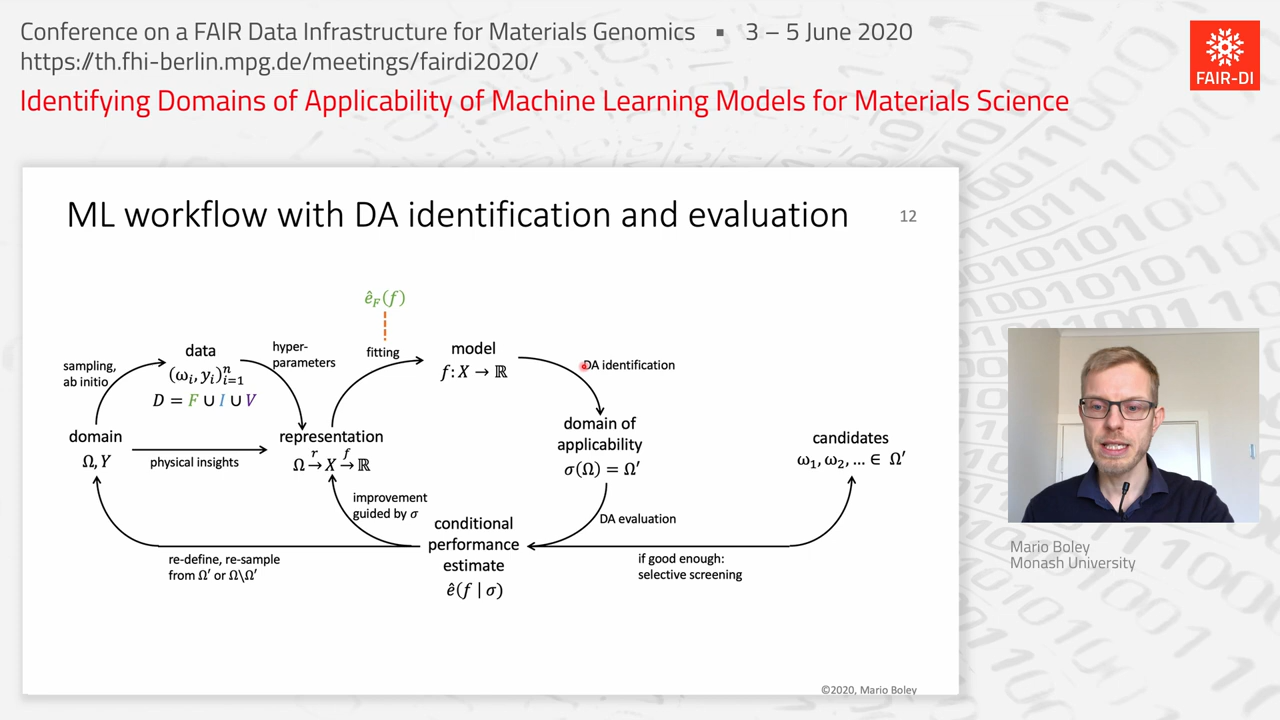 Conference on a FAIR Data Infrastructure for Materials Genomics ▪ 3 – 5 June 2020
https://th.fhi-berlin.mpg.de/meetings/fairdi2020/
Identifying Domains of Applicability of Machine Learning Models for Materials Science
FAIR-DI
ML workflow with DA identification and evaluation
12
ê_F(f)
sampling,
ab initio
data
(ω_i, y_i)_{i=1}^n
D = F ∪ I ∪ V
hyper-
parameters
fitting
model
f: X → ℝ
DA identification
domain
Ω, Y
physical insights
representation
Ω →^r X →^f ℝ
domain of
applicability
σ(Ω) = Ω′
candidates
ω₁, ω₂, … ∈ Ω′
improvement
guided by σ
conditional
performance
estimate
ê(f | σ)
DA evaluation
re-define, re-sample
from Ω′ or Ω\Ω′
if good enough:
selective screening
©2020, Mario Boley
Mario Boley
Monash University